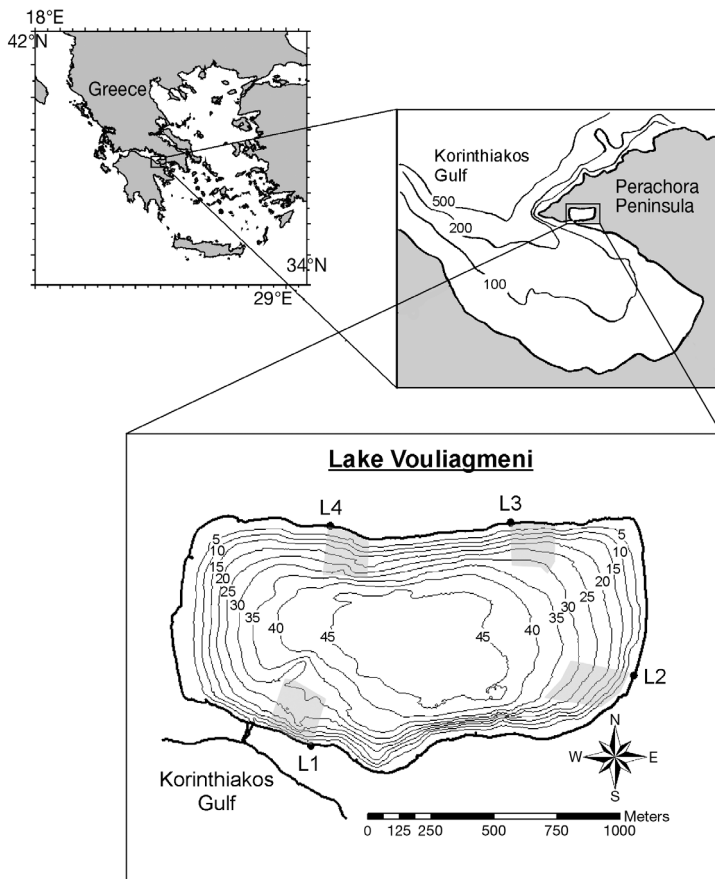 18°E
42°N
Greece
34°N
29°E
Korinthiakos
Gulf
Perachora
Peninsula
500
200
100
Lake Vouliagmeni
L4
L3
5
10
15
20
25
30
35
40
45
5
10
15
20
25
30
35
40
45
L2
L1
Korinthiakos
Gulf
N
W E
S
Meters
0 125 250 500 750 1000